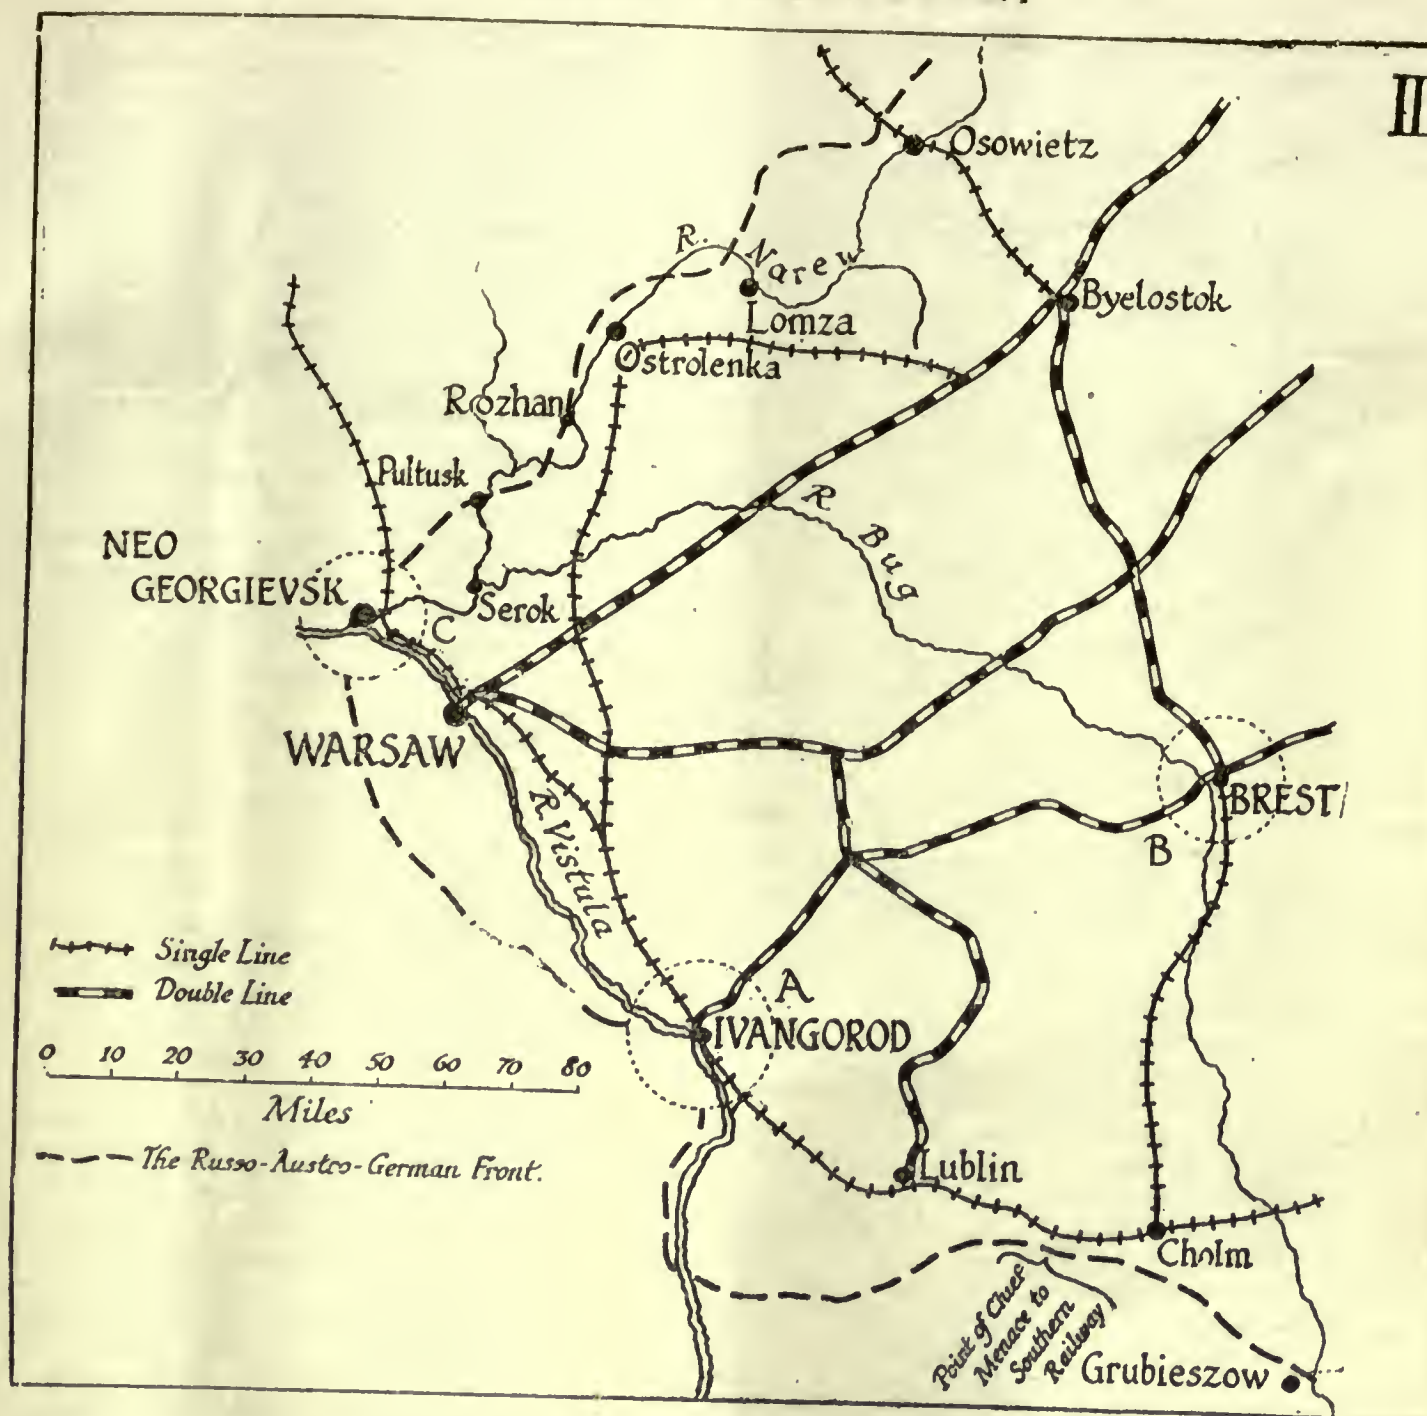 II
Osowietz
R. Narew
Byelostok
Lomza
Ostrolenka
Rozhan
Pultusk
R Bug
NEO
GEORGIEVSK
Serok
C
WARSAW
R. Vistula
BREST
B
Single Line
Double Line
A
IVANGOROD
0 10 20 30 40 50 60 70 80
Miles
The Russo-Austro-German Front.
Lublin
Cholm
Point of Chief
Menace to
Southern
Railway
Grubieszow